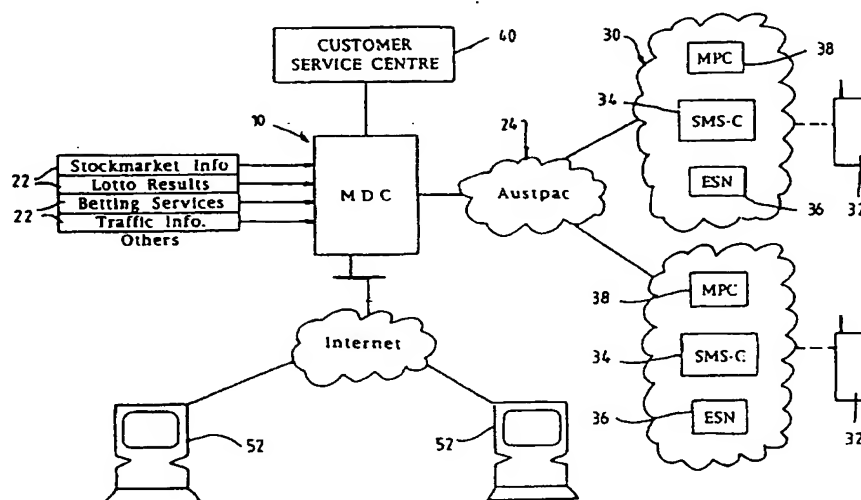 CUSTOMER
SERVICE CENTRE
40
30
MPC
38
34
SMS-C
32
ESN
36
10
MDC
24
Austpac
22
Stockmarket Info
Lotto Results
22
Betting Services
Traffic Info.
Others
38
MPC
34
SMS-C
36
ESN
32
Internet
52
52